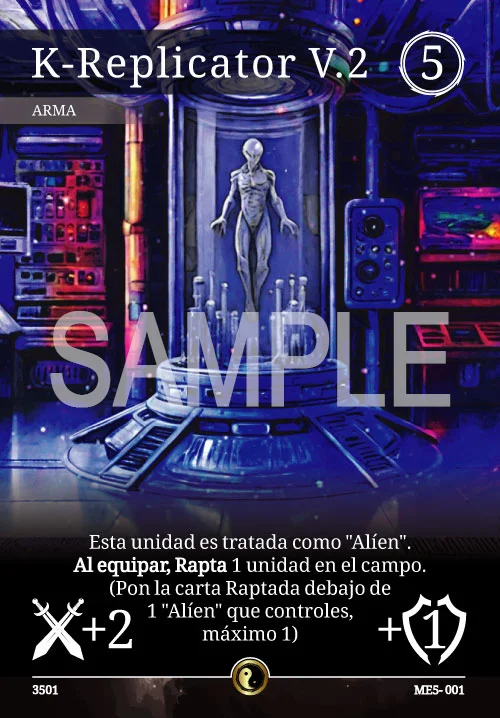 K-Replicator V.2 5
ARMA
SAMPLE
Esta unidad es tratada como "Alíen".
Al equipar, Rapta 1 unidad en el campo.
(Pon la carta Raptada debajo de
1 "Alíen" que controles,
máximo 1)
+2
+1
3501
ME5-001